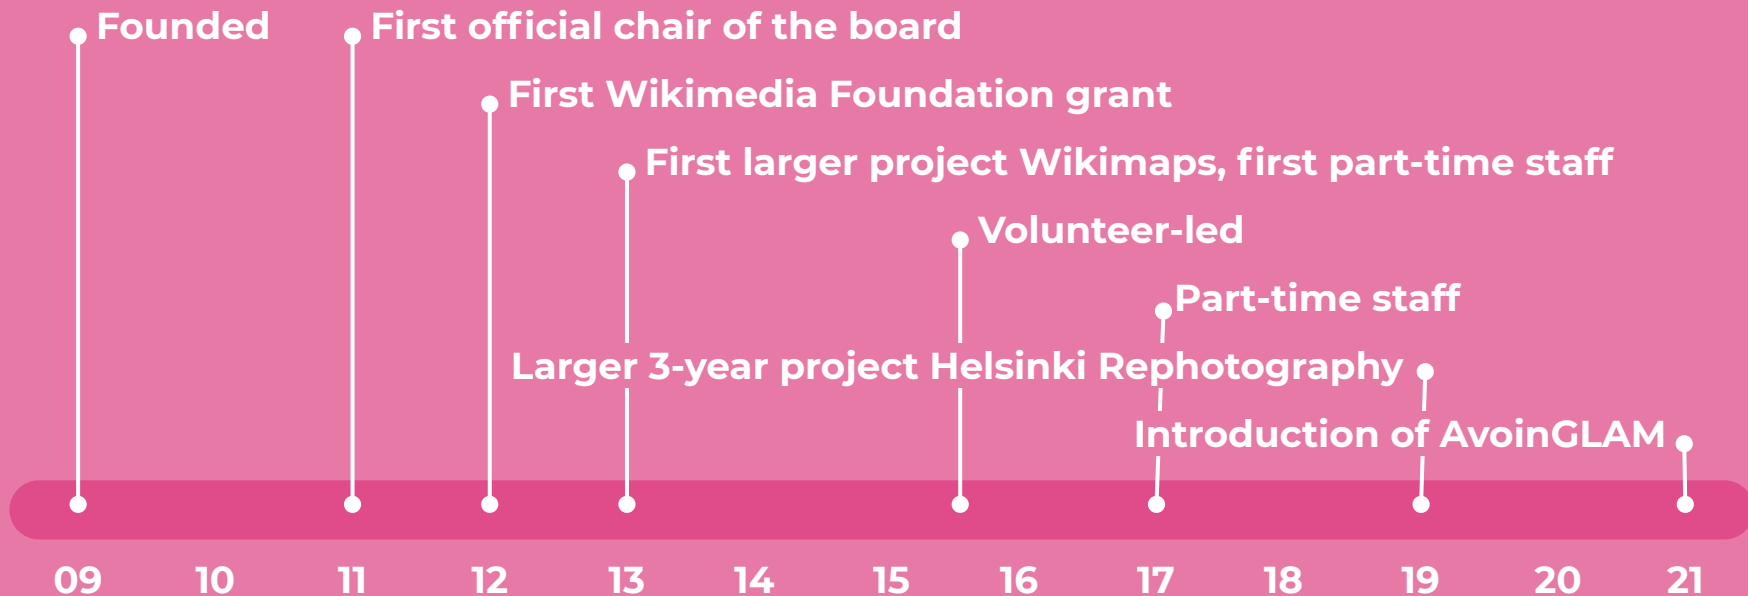 Founded
First official chair of the board
First Wikimedia Foundation grant
First larger project Wikimaps, first part-time staff
Volunteer-led
Part-time staff
Larger 3-year project Helsinki Rephotography
Introduction of AvoinGLAM
09 10 11 12 13 14 15 16 17 18 19 20 21